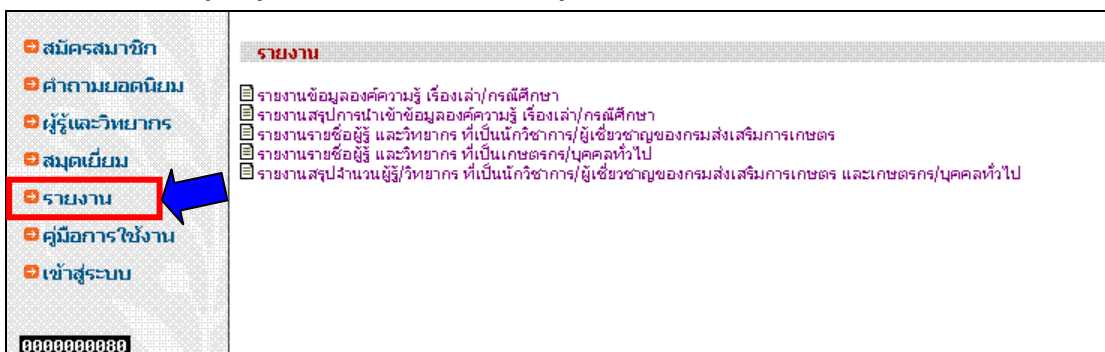 สมัครสมาชิก
คำถามยอดนิยม
ผู้รู้และวิทยากร
สมุดเยี่ยม
รายงาน
คู่มือการใช้งาน
เข้าสู่ระบบ
0000000080
รายงาน
รายงานข้อมูลองค์ความรู้ เรื่องเล่า/กรณีศึกษา
รายงานสรุปการนำเข้าข้อมูลองค์ความรู้ เรื่องเล่า/กรณีศึกษา
รายงานรายชื่อผู้รู้ และวิทยากร ที่เป็นนักวิชาการ/ผู้เชี่ยวชาญของกรมส่งเสริมการเกษตร
รายงานรายชื่อผู้รู้ และวิทยากร ที่เป็นเกษตรกร/บุคคลทั่วไป
รายงานสรุปจำนวนผู้รู้/วิทยากร ที่เป็นนักวิชาการ/ผู้เชี่ยวชาญของกรมส่งเสริมการเกษตร และเกษตรกร/บุคคลทั่วไป